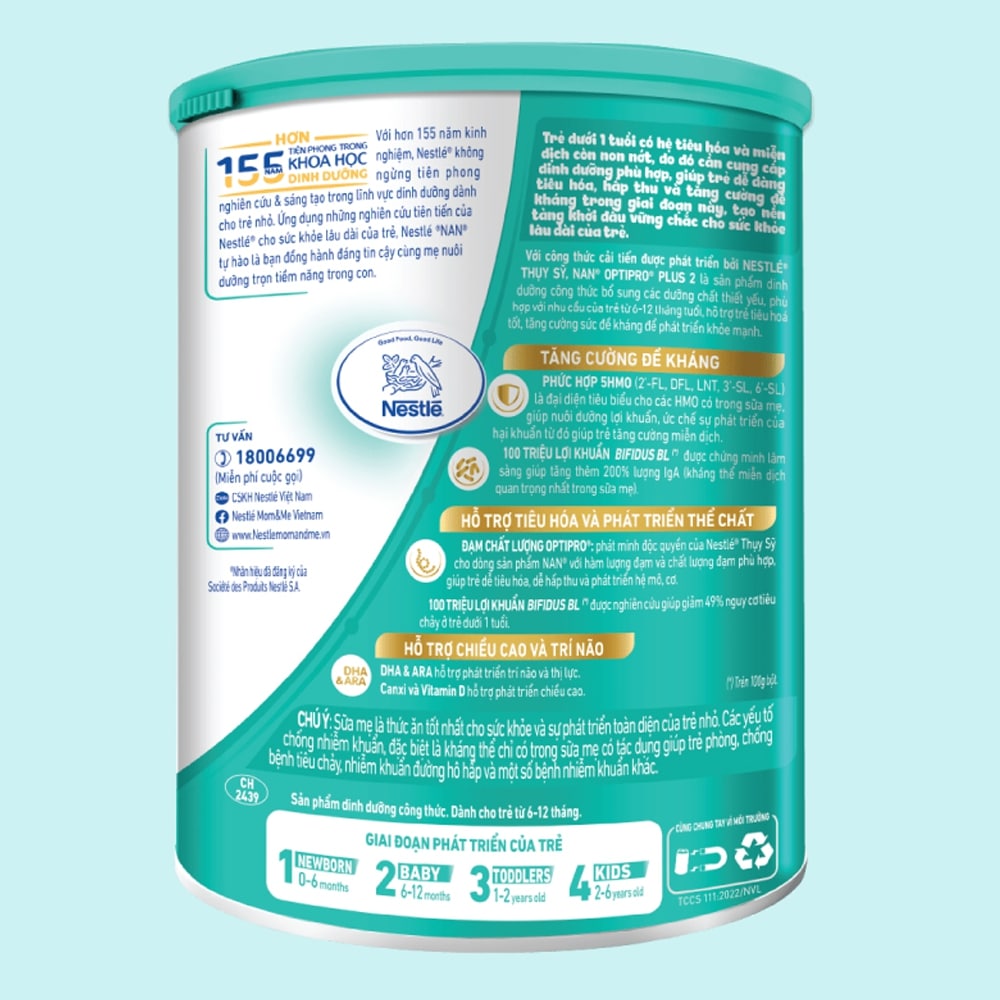 HƠN
155 NĂM
TIÊN PHONG TRONG
KHOA HỌC
DINH DƯỠNG
Với hơn 155 năm kinh
nghiệm, Nestlé® không
ngừng tiên phong
nghiên cứu & sáng tạo trong lĩnh vực dinh dưỡng dành
cho trẻ nhỏ. Ứng dụng những nghiên cứu tiên tiến của
Nestlé® cho sức khỏe lâu dài của trẻ, Nestlé ®NAN®
tự hào là bạn đồng hành đáng tin cậy cùng mẹ nuôi
dưỡng trọn tiềm năng trong con.
Good Food, Good Life
Nestlé
TƯ VẤN
18006699
(Miễn phí cuộc gọi)
CSKH Nestlé Việt Nam
Nestlé Mom&Me Vietnam
www.Nestlemomandme.vn
®Nhãn hiệu đã đăng ký của
Société des Produits Nestlé S.A.
Trẻ dưới 1 tuổi có hệ tiêu hóa và miễn
dịch còn non nớt, do đó cần cung cấp
dinh dưỡng phù hợp, giúp trẻ dễ dàng
tiêu hóa, hấp thu và tăng cường đề
kháng trong giai đoạn này, tạo nền
tảng khởi đầu vững chắc cho sức khỏe
lâu dài của trẻ.
Với công thức cải tiến được phát triển bởi NESTLÉ®
THỤY SỸ, NAN® OPTIPRO® PLUS 2 là sản phẩm dinh
dưỡng công thức bổ sung các dưỡng chất thiết yếu, phù
hợp với nhu cầu của trẻ từ 6-12 tháng tuổi, hỗ trợ trẻ tiêu hoá
tốt, tăng cường sức đề kháng để phát triển khỏe mạnh.
TĂNG CƯỜNG ĐỀ KHÁNG
PHỨC HỢP 5HMO (2'-FL, DFL, LNT, 3'-SL, 6'-SL)
là đại diện tiêu biểu cho các HMO có trong sữa mẹ,
giúp nuôi dưỡng lợi khuẩn, ức chế sự phát triển của
hại khuẩn từ đó giúp trẻ tăng cường miễn dịch.
100 TRIỆU LỢI KHUẨN BIFIDUS BL (*) được chứng minh lâm
sàng giúp tăng thêm 200% lượng IgA (kháng thể miễn dịch
quan trọng nhất trong sữa mẹ).
HỖ TRỢ TIÊU HÓA VÀ PHÁT TRIỂN THỂ CHẤT
ĐẠM CHẤT LƯỢNG OPTIPRO®: phát minh độc quyền của Nestlé® Thụy Sỹ
cho dòng sản phẩm NAN® với hàm lượng đạm và chất lượng đạm phù hợp,
giúp trẻ dễ tiêu hóa, dễ hấp thu và phát triển hệ mô, cơ.
100 TRIỆU LỢI KHUẨN BIFIDUS BL (*) được nghiên cứu giúp giảm 49% nguy cơ tiêu
chảy ở trẻ dưới 1 tuổi.
HỖ TRỢ CHIỀU CAO VÀ TRÍ NÃO
DHA
& ARA
DHA & ARA hỗ trợ phát triển trí não và thị lực.
Canxi và Vitamin D hỗ trợ phát triển chiều cao.
(*) Trên 100g bột.
CHÚ Ý: Sữa mẹ là thức ăn tốt nhất cho sức khỏe và sự phát triển toàn diện của trẻ nhỏ. Các yếu tố
chống nhiễm khuẩn, đặc biệt là kháng thể chỉ có trong sữa mẹ có tác dụng giúp trẻ phòng, chống
bệnh tiêu chảy, nhiễm khuẩn đường hô hấp và một số bệnh nhiễm khuẩn khác.
CH
2439
Sản phẩm dinh dưỡng công thức. Dành cho trẻ từ 6-12 tháng.
GIAI ĐOẠN PHÁT TRIỂN CỦA TRẺ
1 NEWBORN
0-6 months
2 BABY
6-12 months
3 TODDLERS
1-2 years old
4 KIDS
2-6 years old
CÙNG CHUNG TAY VÌ MÔI TRƯỜNG
TCCS 111:2022/NVL